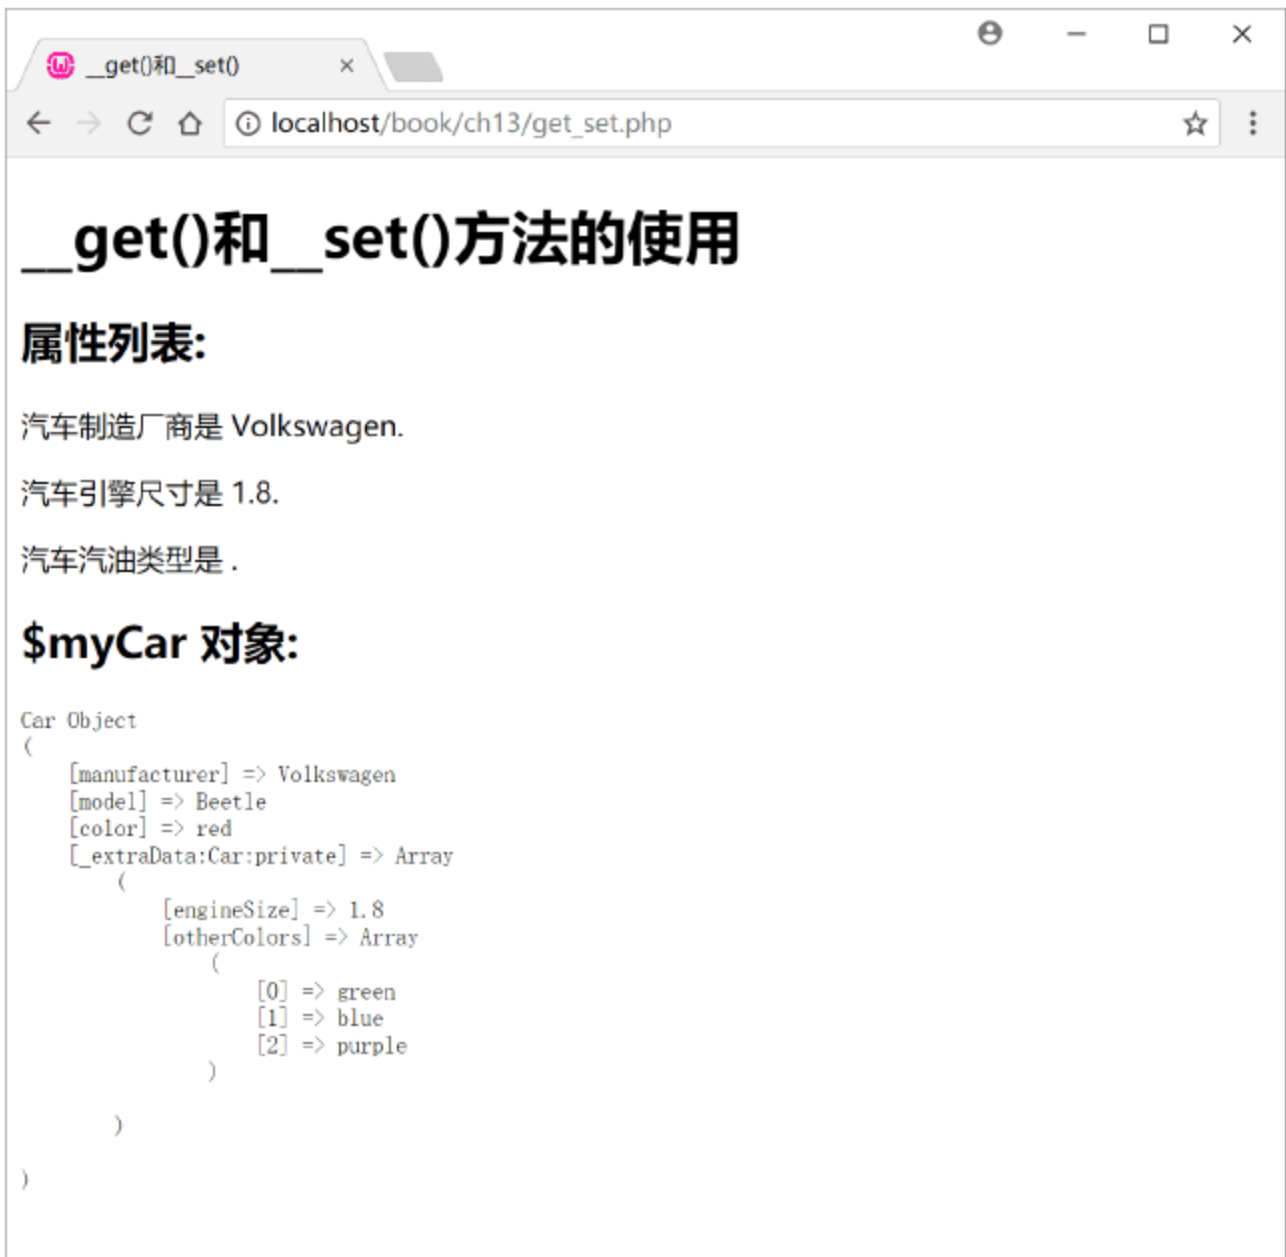 __get()和__set()
localhost/book/ch13/get_set.php
__get()和__set()方法的使用
属性列表:
汽车制造厂商是 Volkswagen.
汽车引擎尺寸是 1.8.
汽车汽油类型是 .
$myCar 对象:
Car Object
(
    [manufacturer] => Volkswagen
    [model] => Beetle
    [color] => red
    [_extraData:Car:private] => Array
        (
            [engineSize] => 1.8
            [otherColors] => Array
                (
                    [0] => green
                    [1] => blue
                    [2] => purple
                )
        )
)